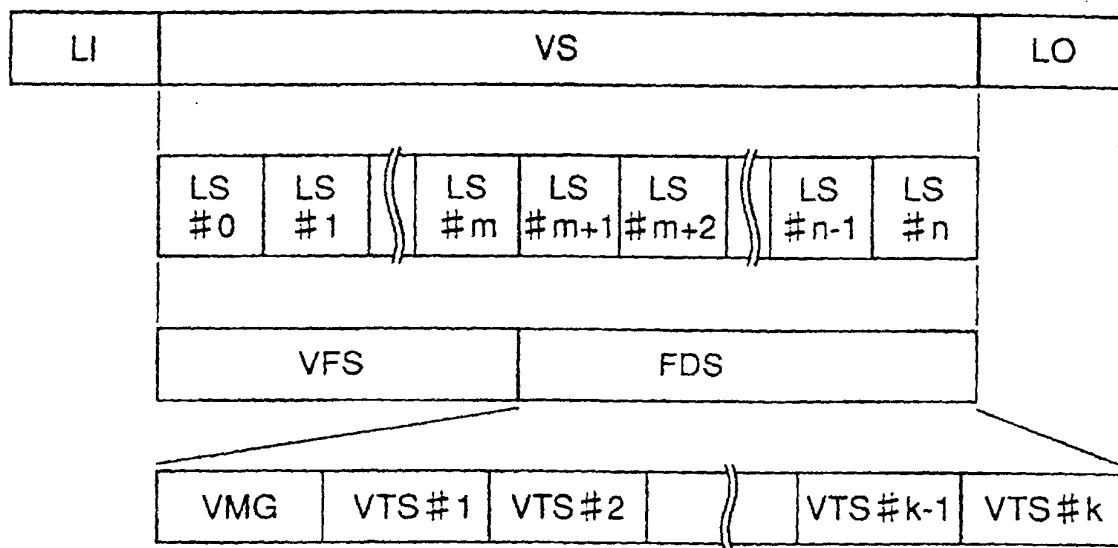 LI VS LO
LS LS LS LS LS LS LS
#0 #1 #m #m+1 #m+2 #n-1 #n
VFS FDS
VMG VTS#1 VTS#2 VTS#k-1 VTS#k